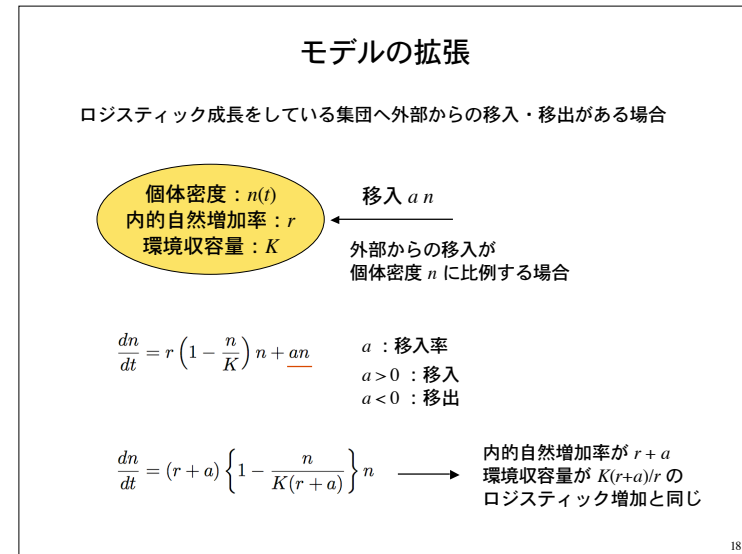 モデルの拡張
ロジスティック成長をしている集団へ外部からの移入・移出がある場合
個体密度：n(t)
内的自然増加率：r
環境収容量：K
移入 a n
外部からの移入が
個体密度 n に比例する場合
dn/dt = r (1 − n/K) n + an
a ：移入率
a > 0 ：移入
a < 0 ：移出
dn/dt = (r + a) {1 − n/K(r + a)} n
内的自然増加率が r + a
環境収容量が K(r+a)/r の
ロジスティック増加と同じ
18